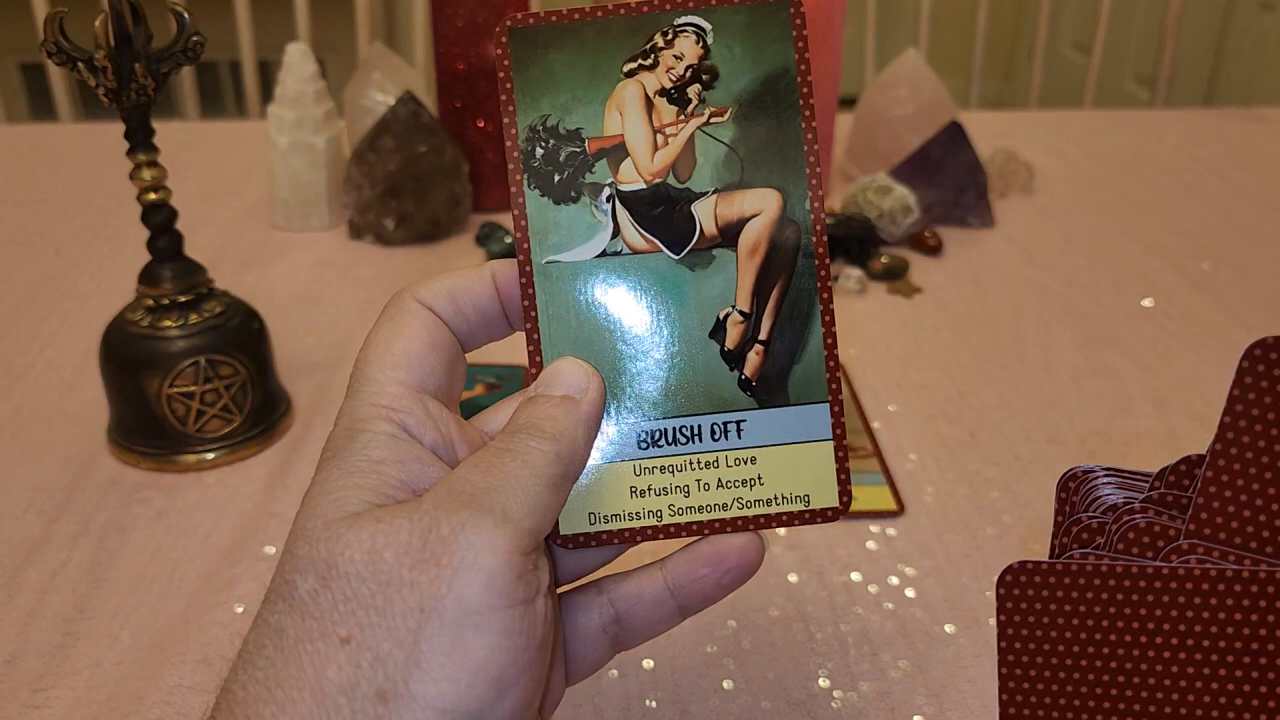 BRUSH OFF
Unrequitted Love
Refusing To Accept
Dismissing Someone/Something